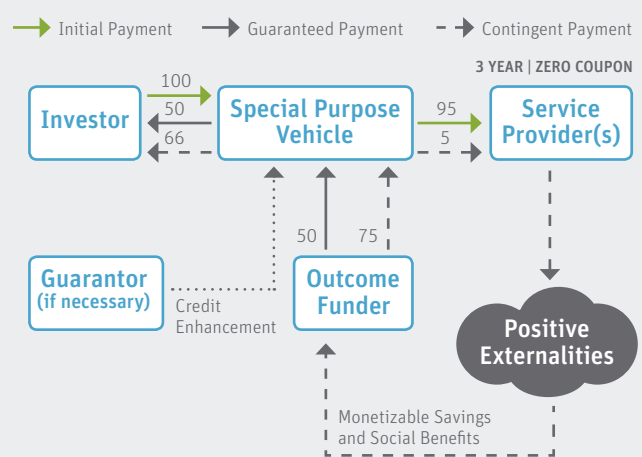 Initial Payment
Guaranteed Payment
Contingent Payment
3 YEAR | ZERO COUPON
Investor
100
50
66
Special Purpose
Vehicle
95
5
Service
Provider(s)
50
75
Guarantor
(if necessary)
Credit
Enhancement
Outcome
Funder
Positive
Externalities
Monetizable Savings
and Social Benefits